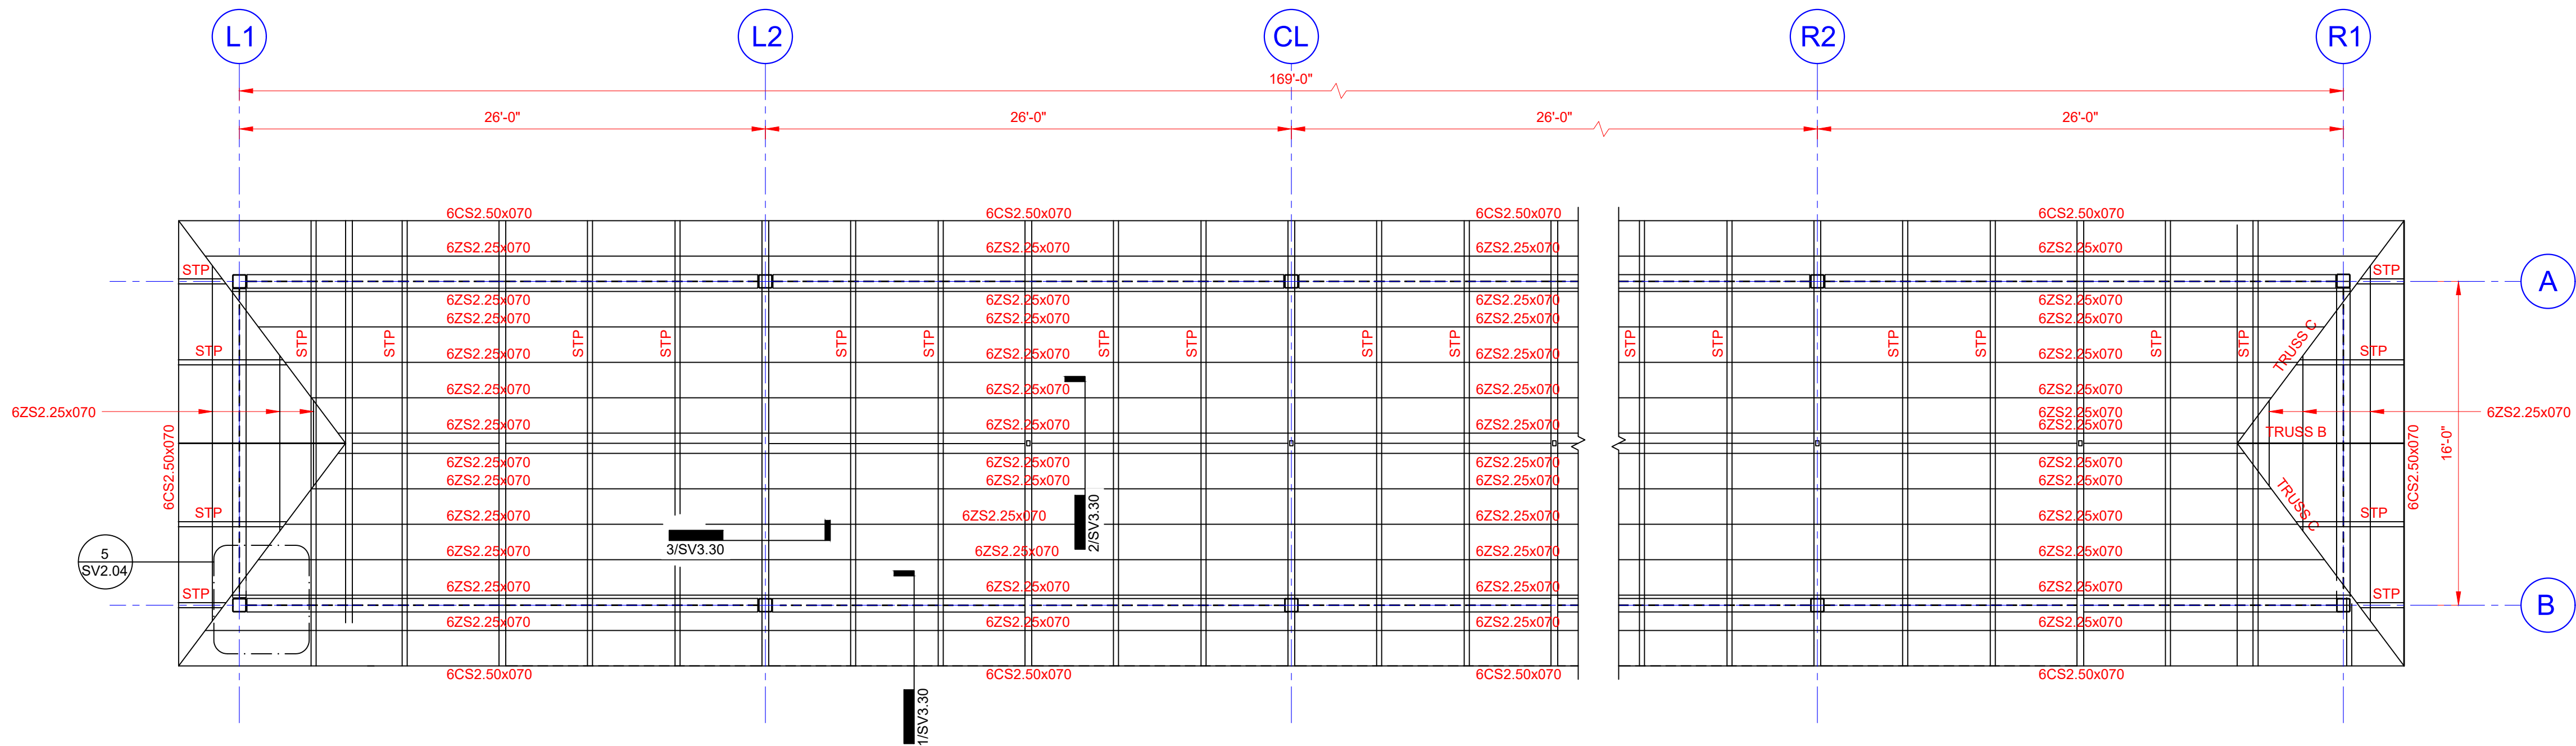 L1 L2 CL R2 R1
169'-0"
26'-0" 26'-0" 26'-0" 26'-0"
6CS2.50x070 6CS2.50x070 6CS2.50x070 6CS2.50x070
6ZS2.25x070 6ZS2.25x070 6ZS2.25x070 6ZS2.25x070
STP STP
A
6ZS2.25x070 6ZS2.25x070 6ZS2.25x070 6ZS2.25x070
6ZS2.25x070 6ZS2.25x070 6ZS2.25x070 6ZS2.25x070
STP STP STP STP STP STP STP STP STP STP STP STP STP STP STP STP
TRUSS C
STP STP
6ZS2.25x070 6ZS2.25x070 6ZS2.25x070 6ZS2.25x070
6ZS2.25x070 6ZS2.25x070 6ZS2.25x070 6ZS2.25x070
6ZS2.25x070 6ZS2.25x070 6ZS2.25x070
6ZS2.25x070 6ZS2.25x070 6ZS2.25x070 6ZS2.25x070
TRUSS B
16'-0"
6CS2.50x070 6CS2.50x070
6ZS2.25x070 6ZS2.25x070 6ZS2.25x070 6ZS2.25x070
6ZS2.25x070 6ZS2.25x070 6ZS2.25x070 6ZS2.25x070
TRUSS C
STP STP
6ZS2.25x070 6ZS2.25x070 6ZS2.25x070 6ZS2.25x070
2/SV3.30
3/SV3.30
6ZS2.25x070 6ZS2.25x070 6ZS2.25x070 6ZS2.25x070
5
SV2.04
6ZS2.25x070 6ZS2.25x070 6ZS2.25x070 6ZS2.25x070
STP STP
B
6ZS2.25x070 6ZS2.25x070 6ZS2.25x070 6ZS2.25x070
6CS2.50x070 6CS2.50x070 6CS2.50x070 6CS2.50x070
1/SV3.30